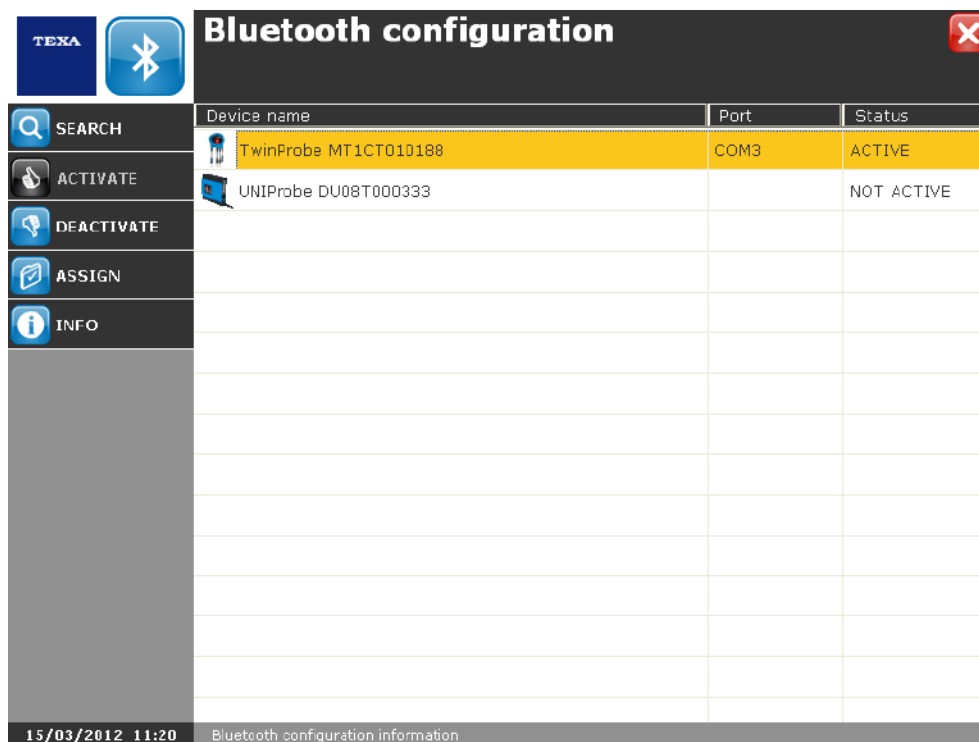 TEXA
Bluetooth configuration
SEARCH
ACTIVATE
DEACTIVATE
ASSIGN
INFO
Device name Port Status
TwinProbe MT1CT010188 COM3 ACTIVE
UNIProbe DU08T000333 NOT ACTIVE
15/03/2012 11:20 Bluetooth configuration information